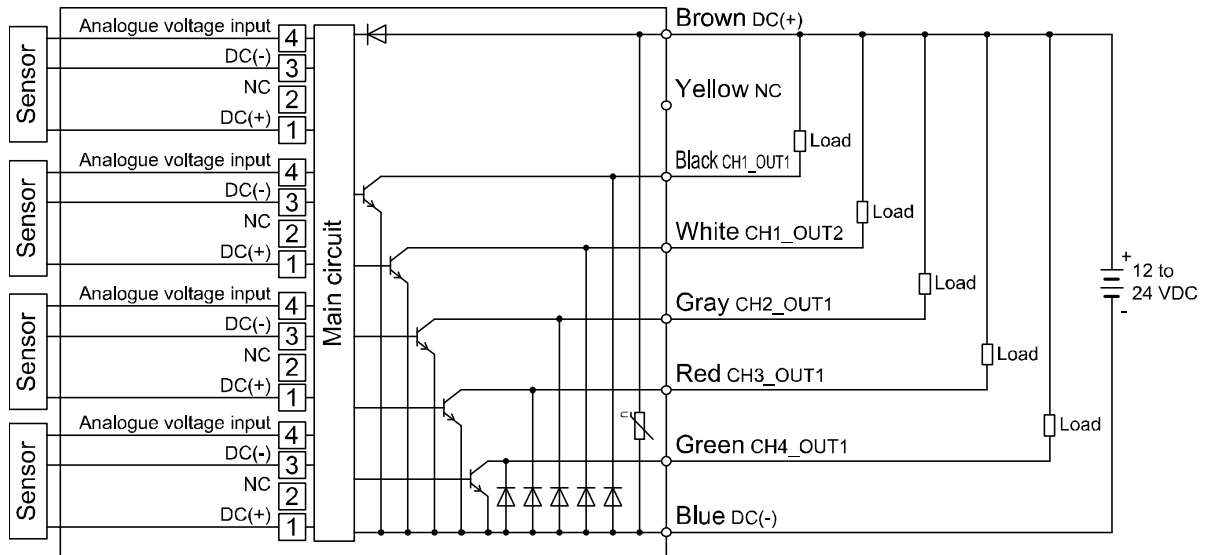 Sensor
Analogue voltage input 4
DC(-) 3
NC 2
DC(+) 1
Sensor
Analogue voltage input 4
DC(-) 3
NC 2
DC(+) 1
Sensor
Analogue voltage input 4
DC(-) 3
NC 2
DC(+) 1
Sensor
Analogue voltage input 4
DC(-) 3
NC 2
DC(+) 1
Main circuit
Brown DC(+)
Yellow NC
Black CH1_OUT1
White CH1_OUT2
Gray CH2_OUT1
Red CH3_OUT1
Green CH4_OUT1
Blue DC(-)
Load
Load
Load
Load
Load
+
12 to
24 VDC
-